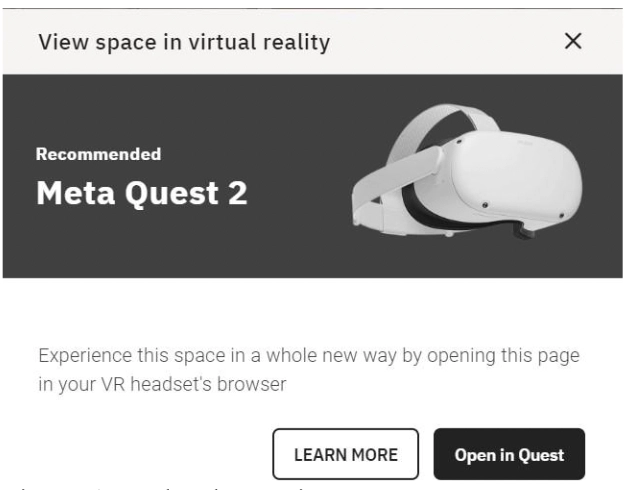 View space in virtual reality
Recommended
Meta Quest 2
Experience this space in a whole new way by opening this page
in your VR headset's browser
LEARN MORE
Open in Quest